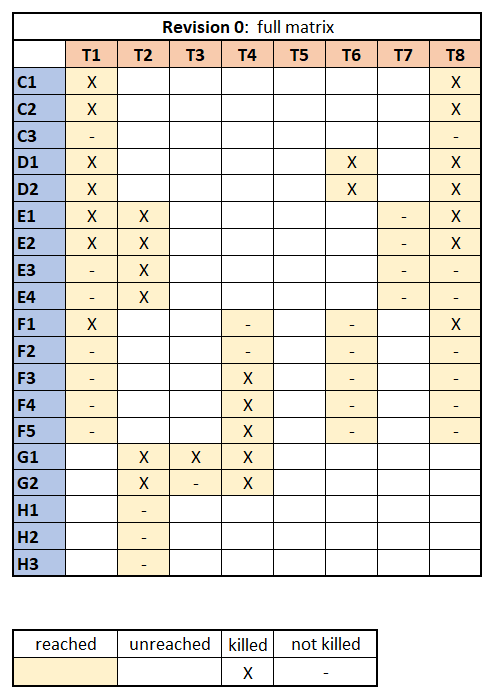 Revision 0: full matrix
T1 T2 T3 T4 T5 T6 T7 T8
C1 X X
C2 X X
C3 - -
D1 X X X
D2 X X X
E1 X X - X
E2 X X - X
E3 - X - -
E4 - X - -
F1 X - - X
F2 - - - -
F3 - X - -
F4 - X - -
F5 - X - -
G1 X X X
G2 X - X
H1 -
H2 -
H3 -
reached unreached killed not killed
X -